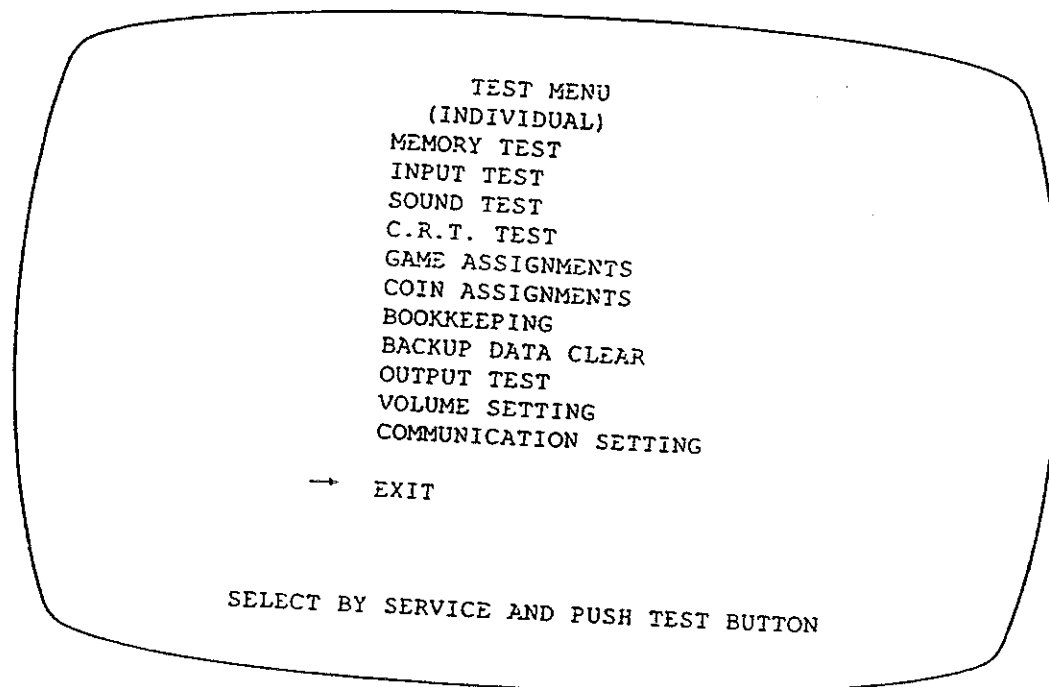 TEST MENU
(INDIVIDUAL)
MEMORY TEST
INPUT TEST
SOUND TEST
C.R.T. TEST
GAME ASSIGNMENTS
COIN ASSIGNMENTS
BOOKKEEPING
BACKUP DATA CLEAR
OUTPUT TEST
VOLUME SETTING
COMMUNICATION SETTING
→ EXIT
SELECT BY SERVICE AND PUSH TEST BUTTON